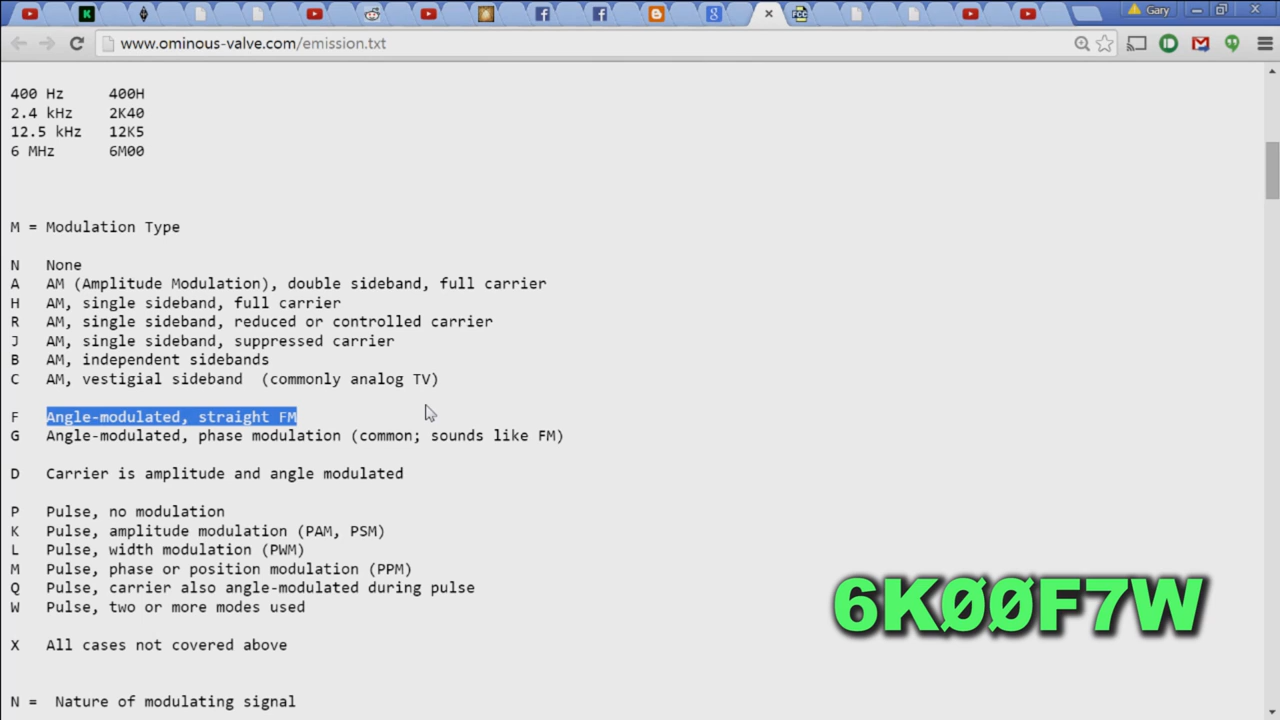 Gary
www.ominous-valve.com/emission.txt
400 Hz 400H
2.4 kHz 2K40
12.5 kHz 12K5
6 MHz 6M00
M = Modulation Type
N None
A AM (Amplitude Modulation), double sideband, full carrier
H AM, single sideband, full carrier
R AM, single sideband, reduced or controlled carrier
J AM, single sideband, suppressed carrier
B AM, independent sidebands
C AM, vestigial sideband (commonly analog TV)
F Angle-modulated, straight FM
G Angle-modulated, phase modulation (common; sounds like FM)
D Carrier is amplitude and angle modulated
P Pulse, no modulation
K Pulse, amplitude modulation (PAM, PSM)
L Pulse, width modulation (PWM)
M Pulse, phase or position modulation (PPM)
Q Pulse, carrier also angle-modulated during pulse
W Pulse, two or more modes used
X All cases not covered above
6KØØF7W
N = Nature of modulating signal